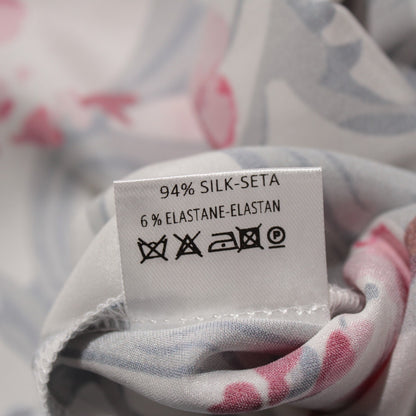 94% SILK-SETA
6% ELASTANE-ELASTAN
P